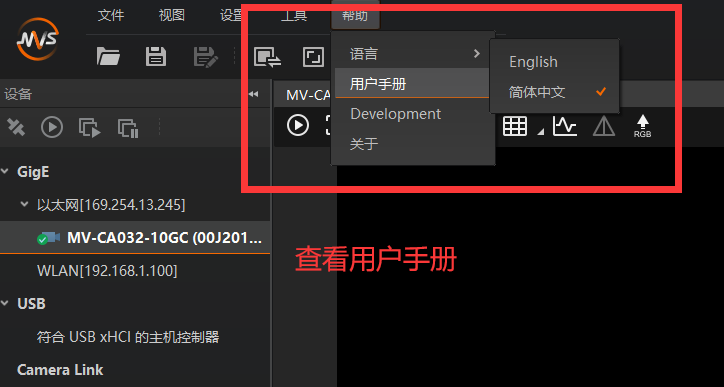 MVS
文件 视图 设置 工具 帮助
语言
用户手册
Development
关于
English
简体中文
设备
MV-CA
RGB
GigE
以太网[169.254.13.245]
MV-CA032-10GC (00J201...
WLAN[192.168.1.100]
USB
符合 USB xHCI 的主机控制器
Camera Link
查看用户手册